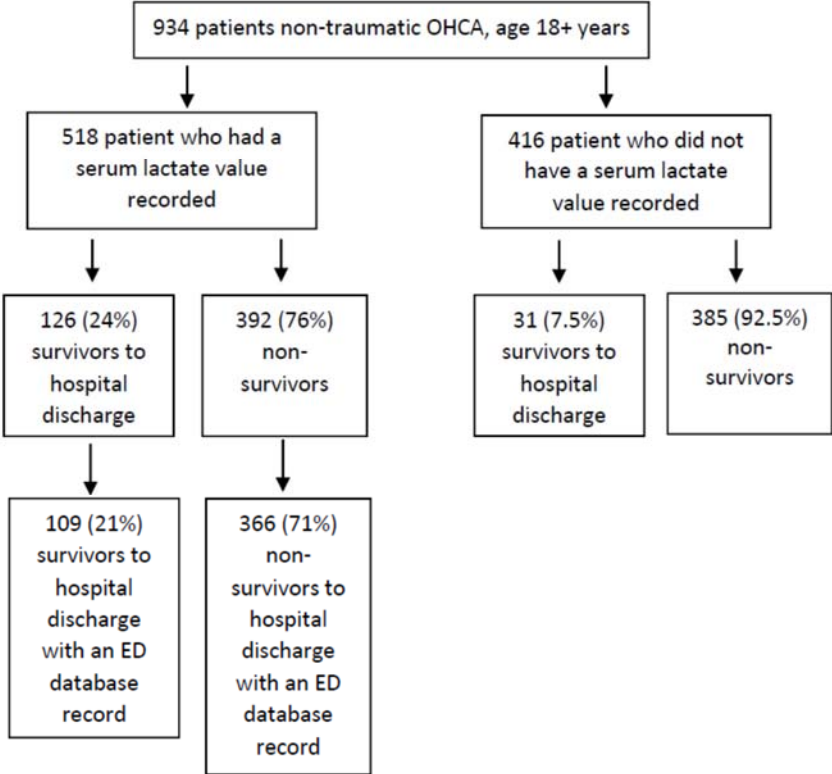 934 patients non-traumatic OHCA, age 18+ years
518 patient who had a
serum lactate value
recorded
416 patient who did not
have a serum lactate
value recorded
126 (24%)
survivors to
hospital
discharge
392 (76%)
non-
survivors
31 (7.5%)
survivors to
hospital
discharge
385 (92.5%)
non-
survivors
109 (21%)
survivors to
hospital
discharge
with an ED
database
record
366 (71%)
non-
survivors to
hospital
discharge
with an ED
database
record